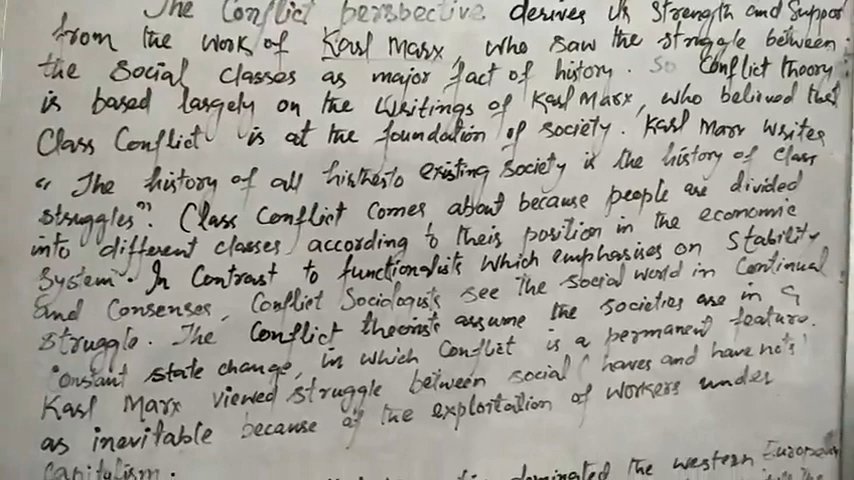 The Conflict perspective derives its strength and suppor
from the work of Karl Marx, who saw the struggle between
the social classes as major fact of history. So Conflict theory
is based largely on the writings of Karl Marx, who believed that
Class Conflict is at the foundation of society. Karl Marx writes
"The history of all hitherto existing society is the history of class
struggles". Class Conflict comes about because people are divided
into different classes according to their position in the economic
system. In Contrast to functionalists which emphasises on Stability
and Consenses, Conflict Sociologists see the social world in Continual
struggle. The Conflict theorists assume the societies are in a
Constant state change, in which Conflict is a permanent feature.
Karl Marx viewed struggle between social (haves and have nots)
as inevitable because of the exploitation of workers under
Capitalism.
dominated the western European